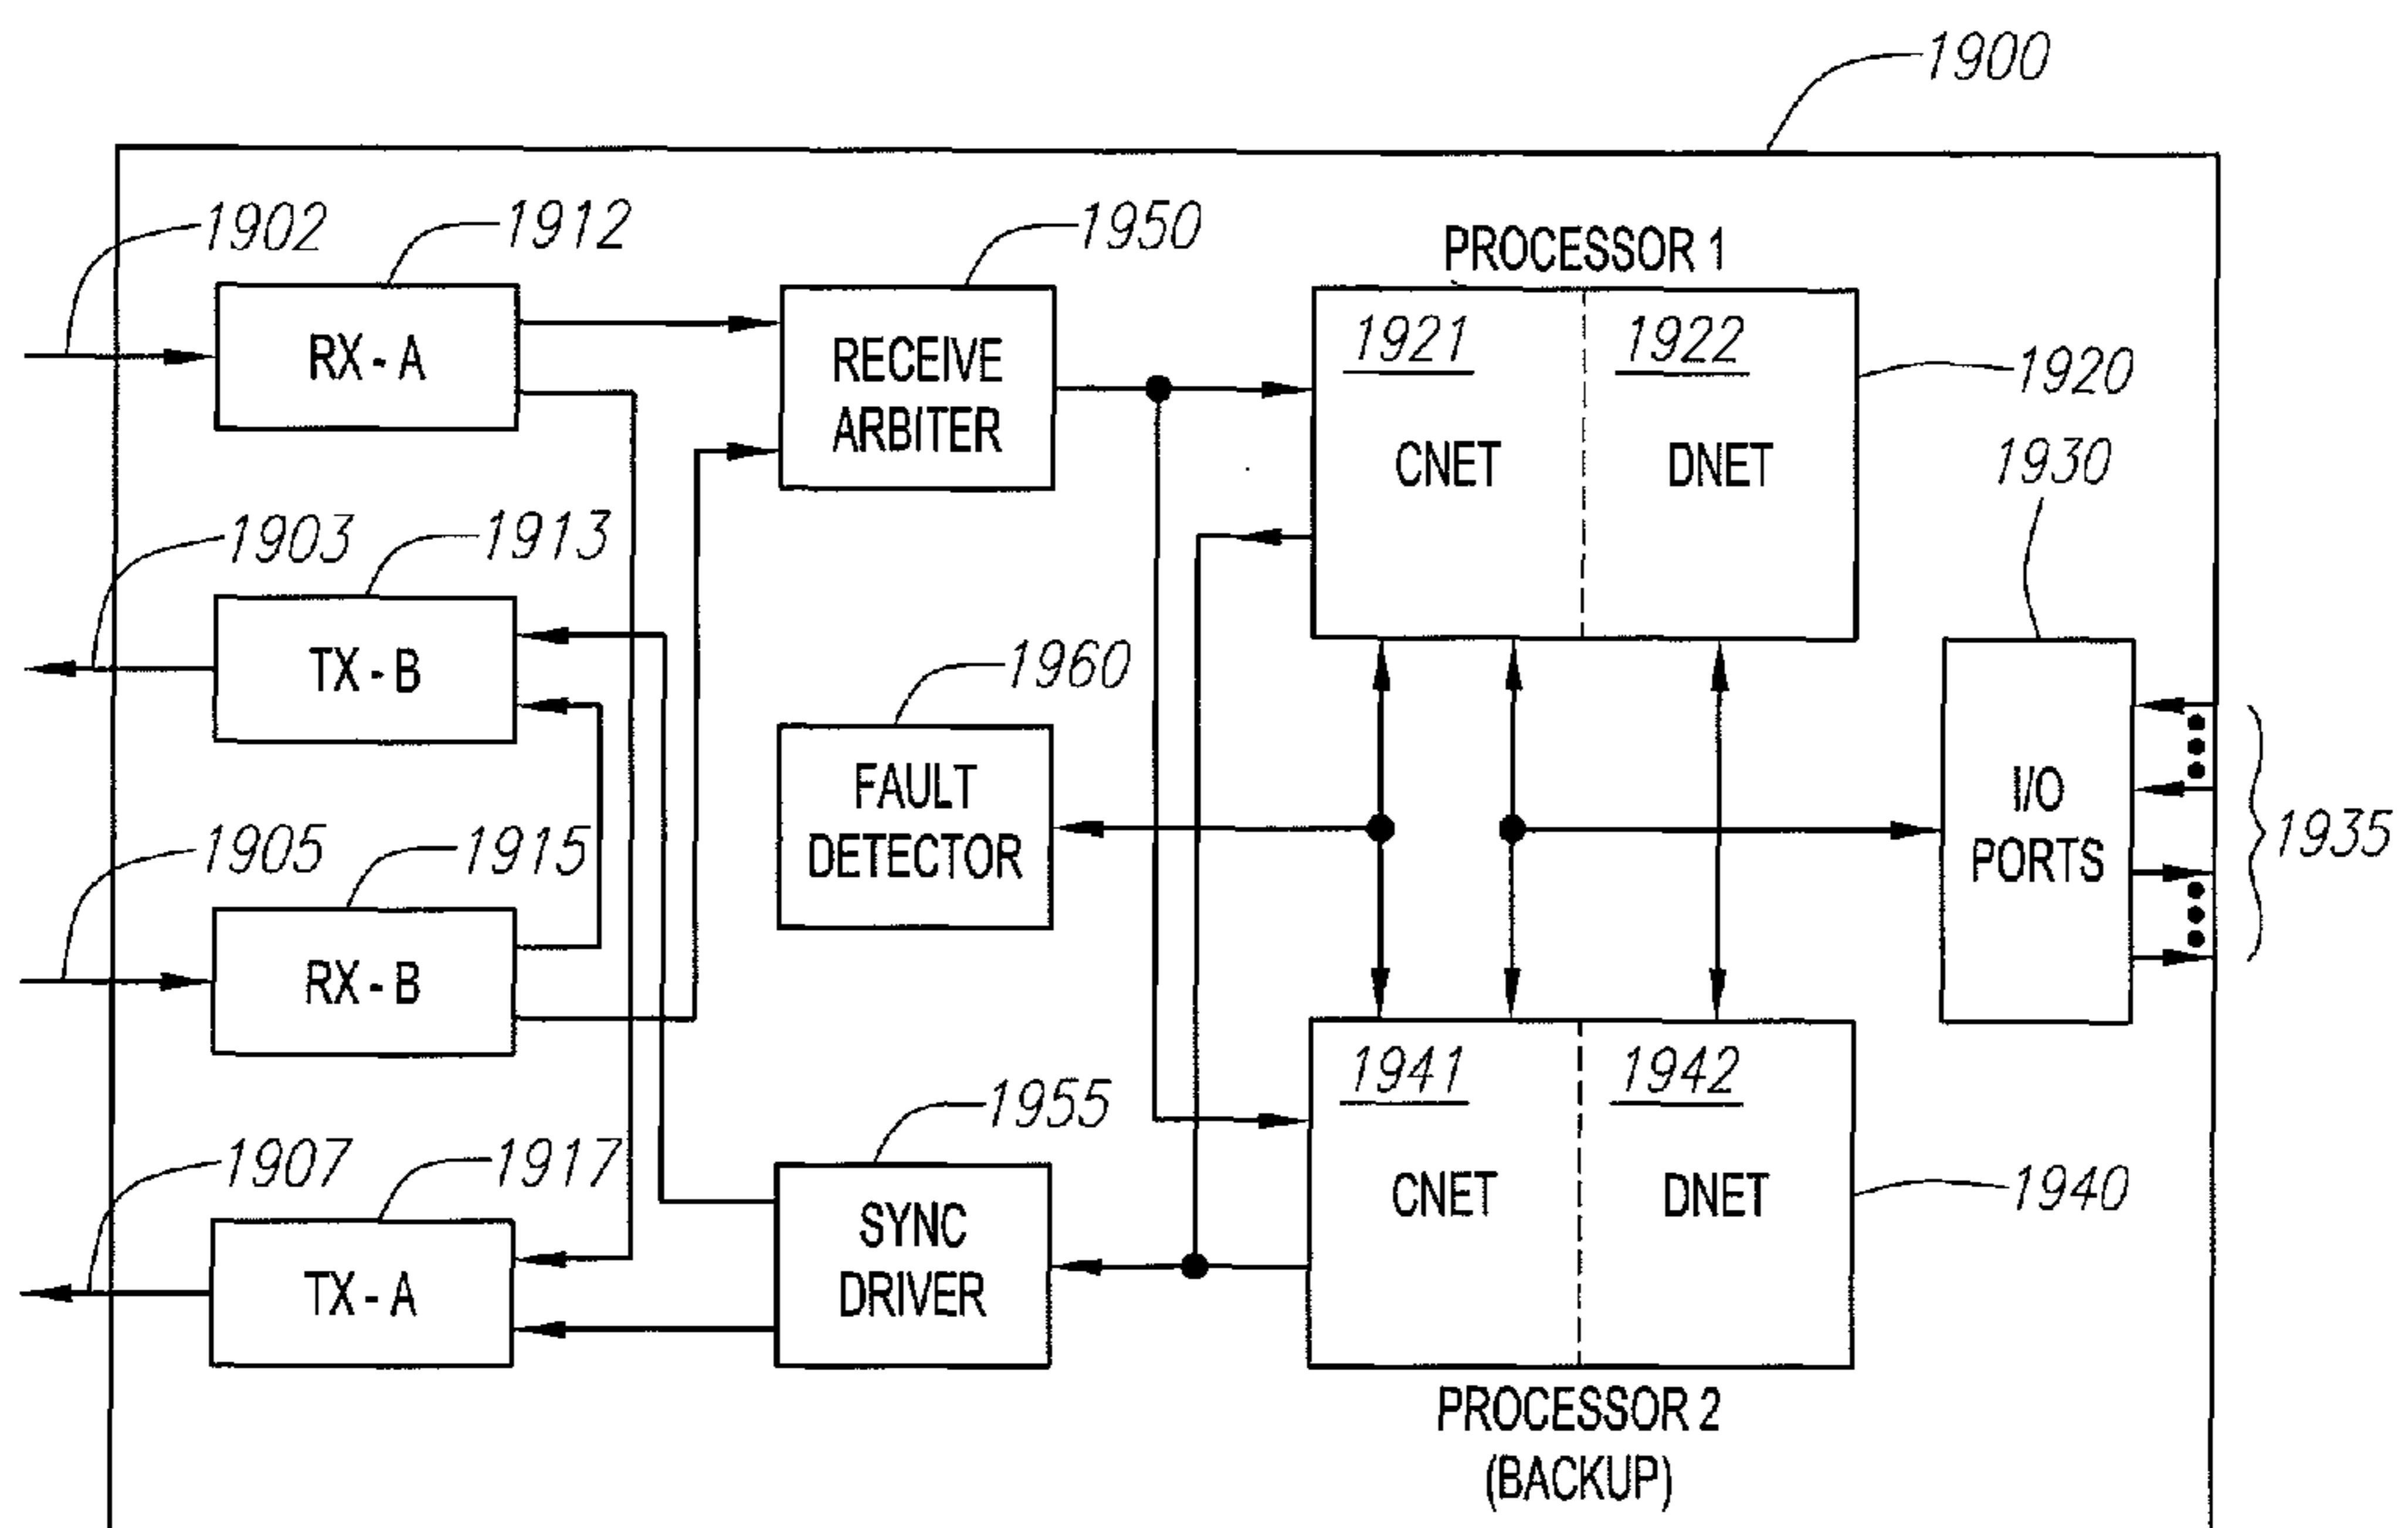 1900
1902
1912
1950
PROCESSOR 1
RX - A
RECEIVE
ARBITER
1921
1922
CNET
DNET
1920
1930
1903
1913
TX - B
1960
FAULT
DETECTOR
I/O
PORTS
1935
1905
1915
RX - B
1955
1941
1942
CNET
DNET
1940
1907
1917
TX - A
SYNC
DRIVER
PROCESSOR 2
(BACKUP)